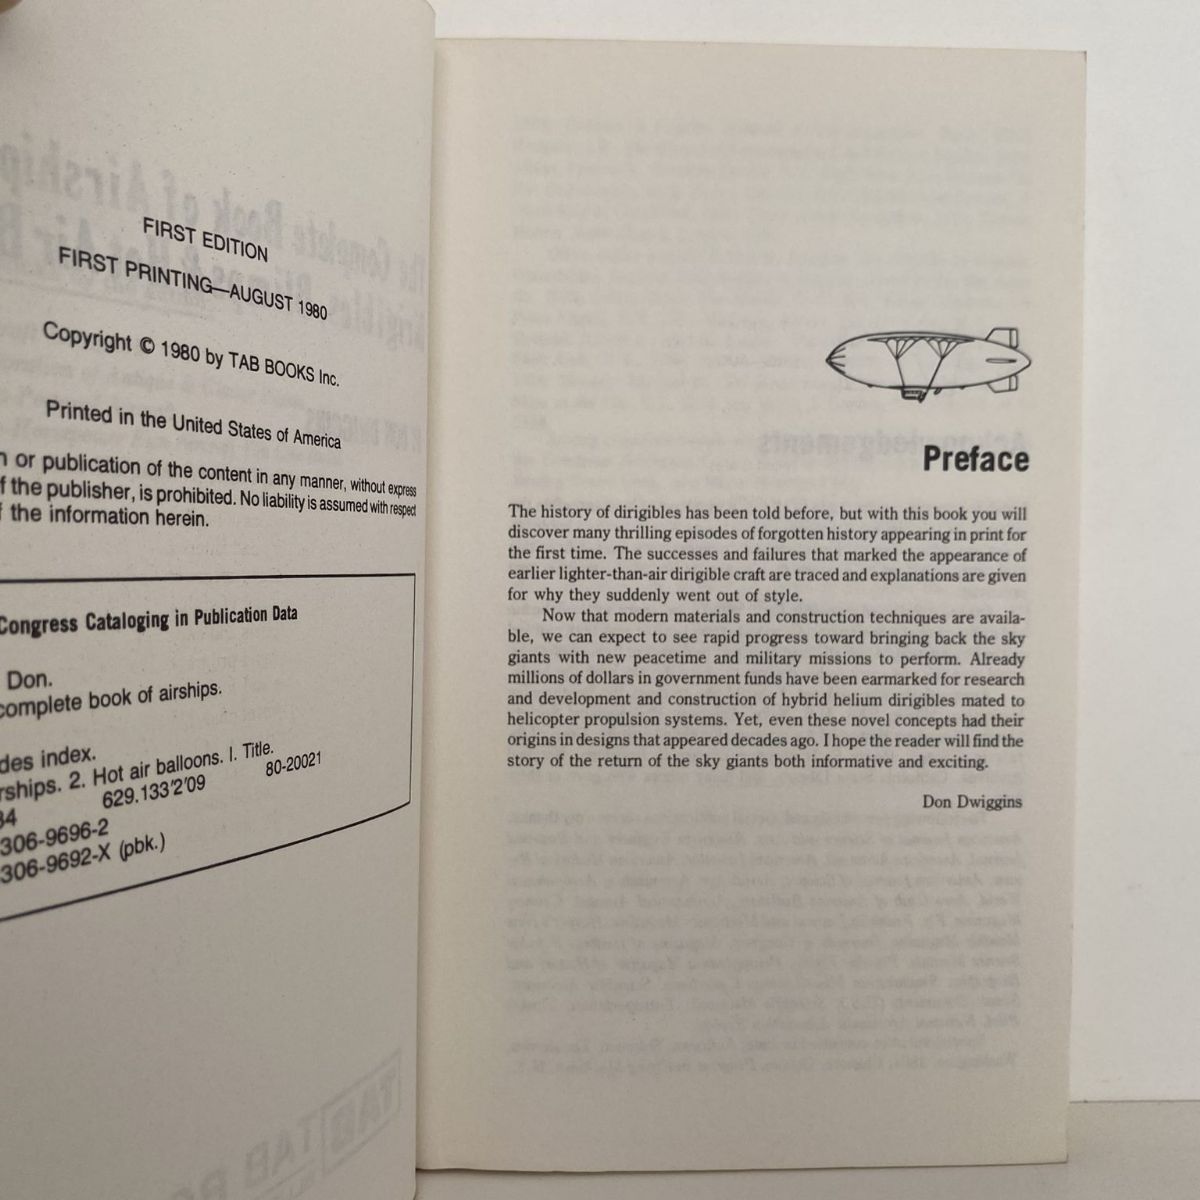 FIRST EDITION
FIRST PRINTING—AUGUST 1980
Copyright © 1980 by TAB BOOKS Inc.
Printed in the United States of America
or publication of the content in any manner, without express
of the publisher, is prohibited. No liability is assumed with respect
the information herein.
Congress Cataloging in Publication Data
Don.
complete book of airships.
des index.
rships. 2. Hot air balloons. I. Title.
629.133'2'09 80-20021
306-9696-2
306-9692-X (pbk.)
Preface
The history of dirigibles has been told before, but with this book you will
discover many thrilling episodes of forgotten history appearing in print for
the first time. The successes and failures that marked the appearance of
earlier lighter-than-air dirigible craft are traced and explanations are given
for why they suddenly went out of style.
Now that modern materials and construction techniques are availa-
ble, we can expect to see rapid progress toward bringing back the sky
giants with new peacetime and military missions to perform. Already
millions of dollars in government funds have been earmarked for research
and development and construction of hybrid helium dirigibles mated to
helicopter propulsion systems. Yet, even these novel concepts had their
origins in designs that appeared decades ago. I hope the reader will find the
story of the return of the sky giants both informative and exciting.
Don Dwiggins